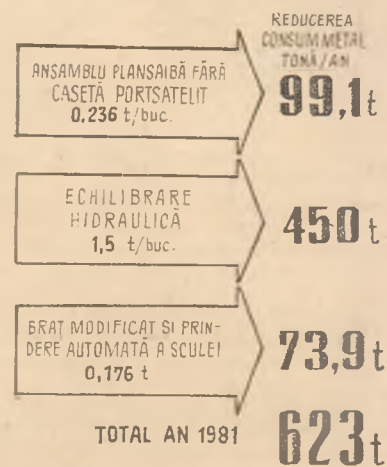 REDUCEREA
CONSUM METAL
TONĂ/AN
ANSAMBLU PLANSAIBĂ FĂRĂ
CASETĂ PORTSATELIT
0,236 t/buc.
99,1t
ECHILIBRARE
HIDRAULICĂ
1,5 t/buc.
450t
BRAȚ MODIFICAT SI PRIN-
DERE AUTOMATĂ A SCULEI
0,176 t
73,9t
TOTAL AN 1981
623t